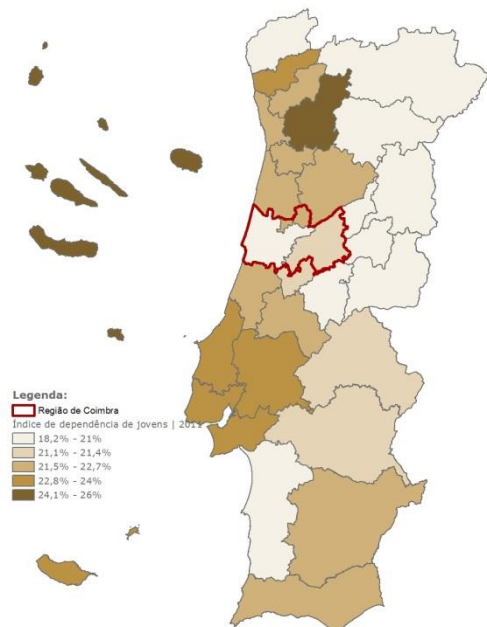 Legenda:
Região de Coimbra
Índice de dependência de jovens | 2011
18,2% - 21%
21,1% - 21,4%
21,5% - 22,7%
22,8% - 24%
24,1% - 26%